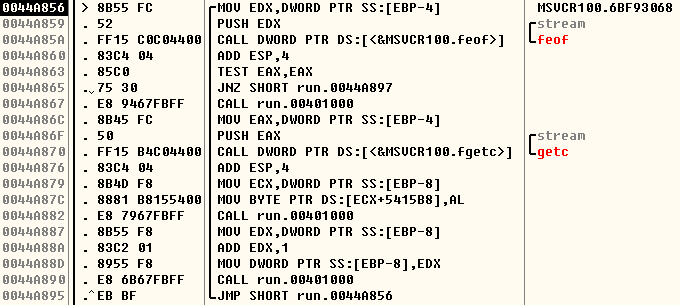 0044A856 > 8B55 FC MOV EDX,DWORD PTR SS:[EBP-4] MSVCR100.6BF93068
0044A859 . 52 PUSH EDX stream
0044A85A . FF15 C0C04400 CALL DWORD PTR DS:[<&MSVCR100.feof>] feof
0044A860 . 83C4 04 ADD ESP,4
0044A863 . 85C0 TEST EAX,EAX
0044A865 .⌄75 30 JNZ SHORT run.0044A897
0044A867 . E8 9467FBFF CALL run.00401000
0044A86C . 8B45 FC MOV EAX,DWORD PTR SS:[EBP-4]
0044A86F . 50 PUSH EAX stream
0044A870 . FF15 B4C04400 CALL DWORD PTR DS:[<&MSVCR100.fgetc>] getc
0044A876 . 83C4 04 ADD ESP,4
0044A879 . 8B4D F8 MOV ECX,DWORD PTR SS:[EBP-8]
0044A87C . 8881 B8155400 MOV BYTE PTR DS:[ECX+5415B8],AL
0044A882 . E8 7967FBFF CALL run.00401000
0044A887 . 8B55 F8 MOV EDX,DWORD PTR SS:[EBP-8]
0044A88A . 83C2 01 ADD EDX,1
0044A88D . 8955 F8 MOV DWORD PTR SS:[EBP-8],EDX
0044A890 . E8 6B67FBFF CALL run.00401000
0044A895 .^EB BF JMP SHORT run.0044A856